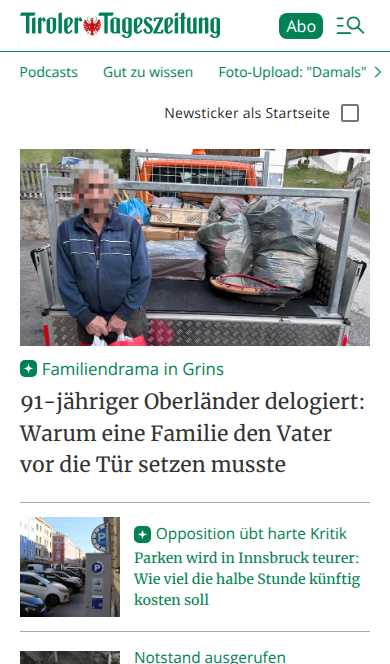 Tiroler Tageszeitung
Abo
Podcasts Gut zu wissen Foto-Upload: "Damals"
Newsticker als Startseite
Familiendrama in Grins
91-jähriger Oberländer delogiert:
Warum eine Familie den Vater
vor die Tür setzen musste
P
P
Opposition übt harte Kritik
Parken wird in Innsbruck teurer:
Wie viel die halbe Stunde künftig
kosten soll
Notstand ausgerufen